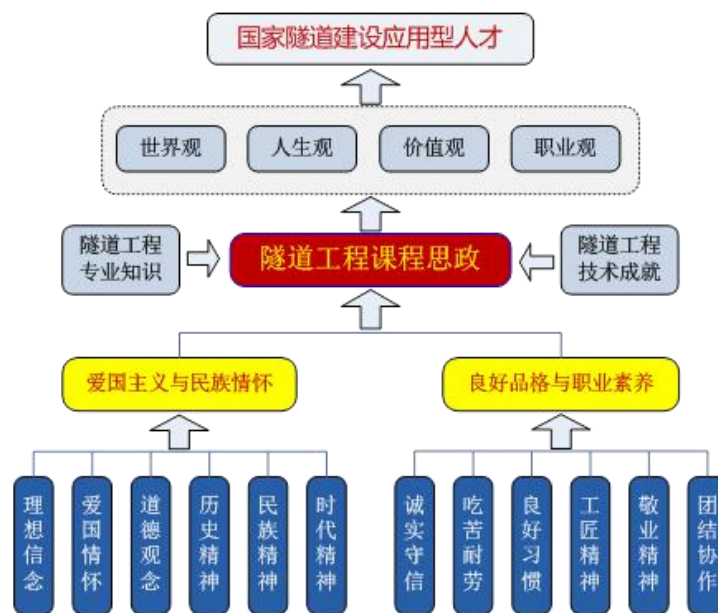 国家隧道建设应用型人才
世界观
人生观
价值观
职业观
隧道工程
专业知识
隧道工程课程思政
隧道工程
技术成就
爱国主义与民族情怀
良好品格与职业素养
理想信念
爱国情怀
道德观念
历史精神
民族精神
时代精神
诚实守信
吃苦耐劳
良好习惯
工匠精神
敬业精神
团结协作